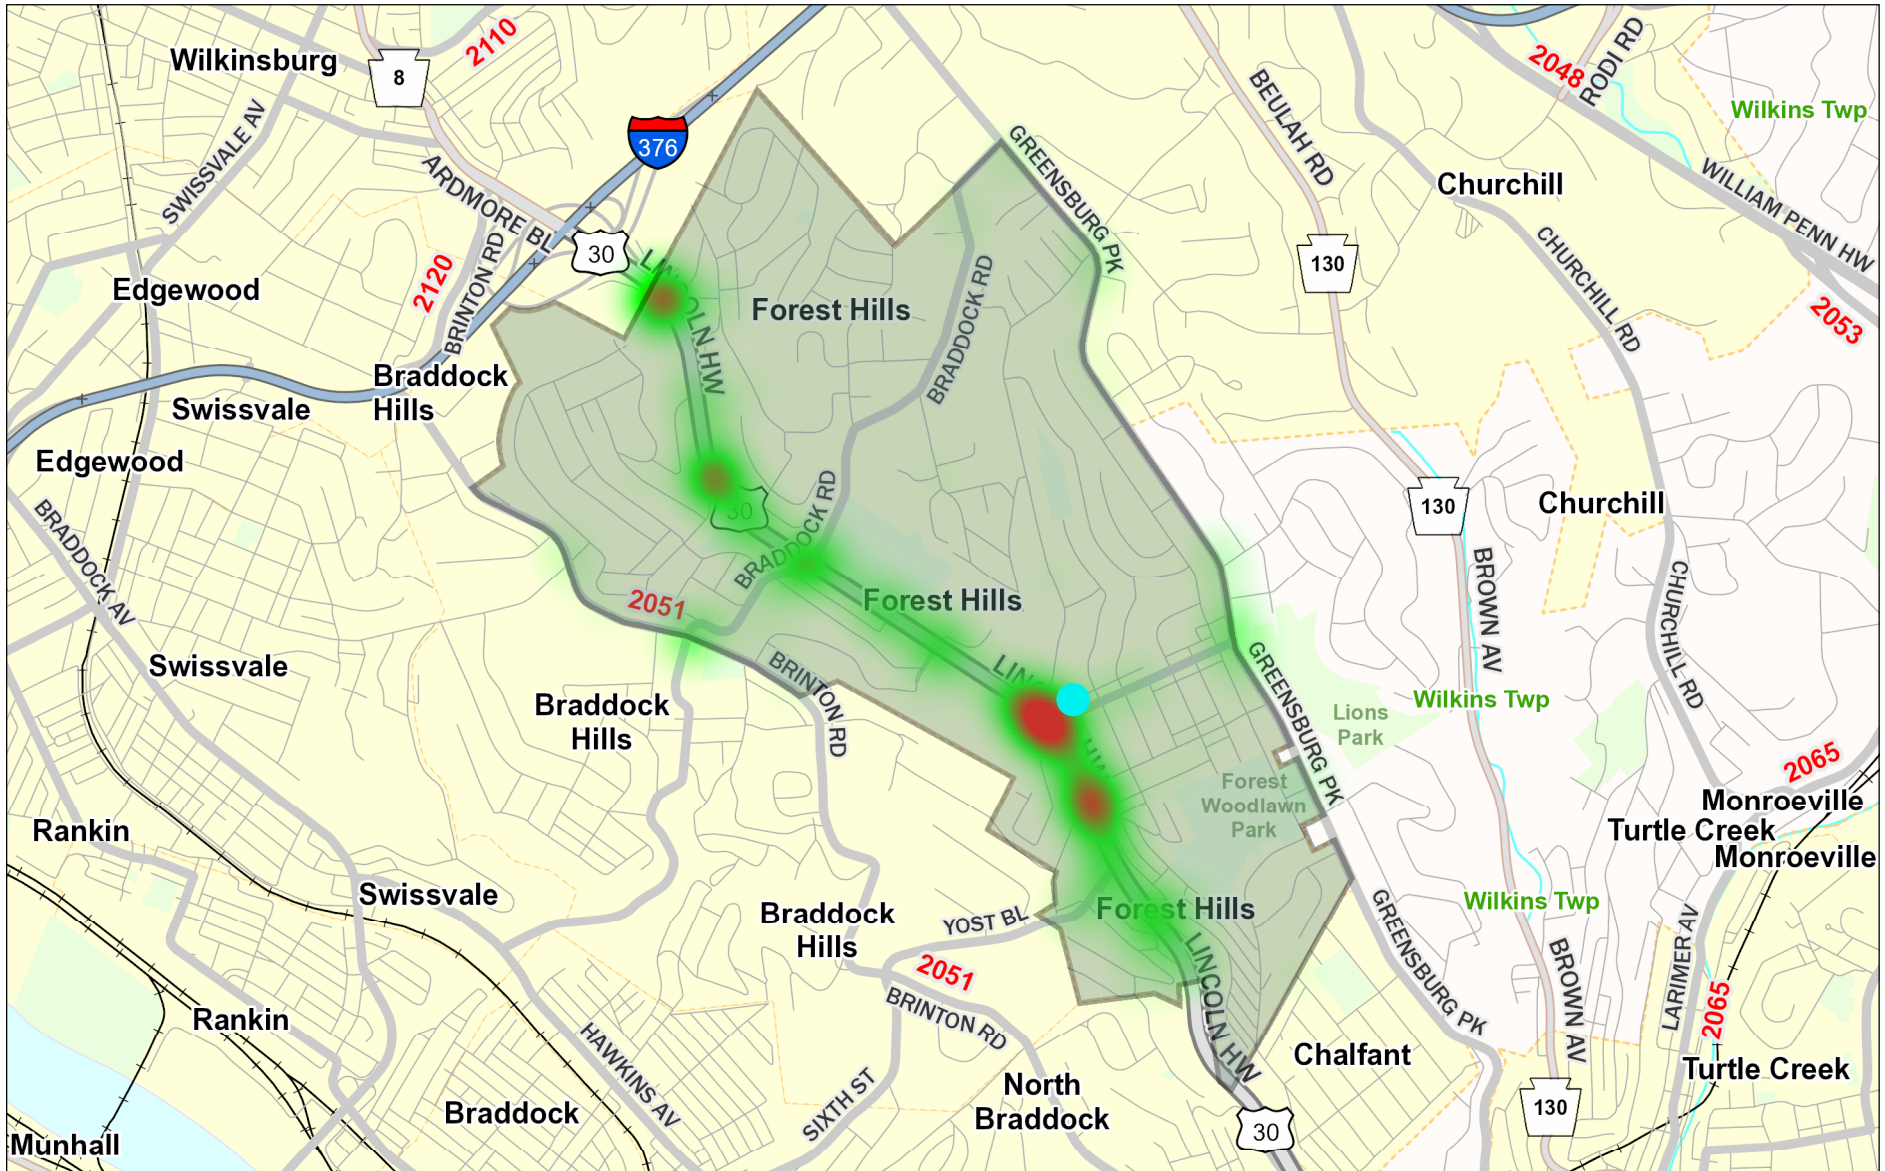 Wilkinsburg
8
2110
376
SWISSVALE AV
ARDMORE BL
30
2120
BRINTON RD
LINCOLN HW
Edgewood
Braddock
Hills
Swissvale
Edgewood
BRADDOCK AV
Forest Hills
BRADDOCK RD
GREENSBURG PK
BEULAH RD
130
Churchill
2048
RODI RD
Wilkins Twp
WILLIAM PENN HW
CHURCHILL RD
2053
30
BRADDOCK RD
2051
Forest Hills
130
Churchill
BROWN AV
CHURCHILL RD
Swissvale
Braddock
Hills
BRINTON RD
GREENSBURG PK
Lions
Park
Wilkins Twp
Forest
Woodlawn
Park
2065
Monroeville
Turtle Creek
Monroeville
Rankin
Swissvale
Braddock
Hills
YOST BL
2051
BRINTON RD
Forest Hills
LINCOLN HW
GREENSBURG PK
Wilkins Twp
BROWN AV
LARIMER AV
2065
Rankin
HAWKINS AV
SIXTH ST
North
Braddock
Chalfant
Turtle Creek
130
Braddock
30
Munhall